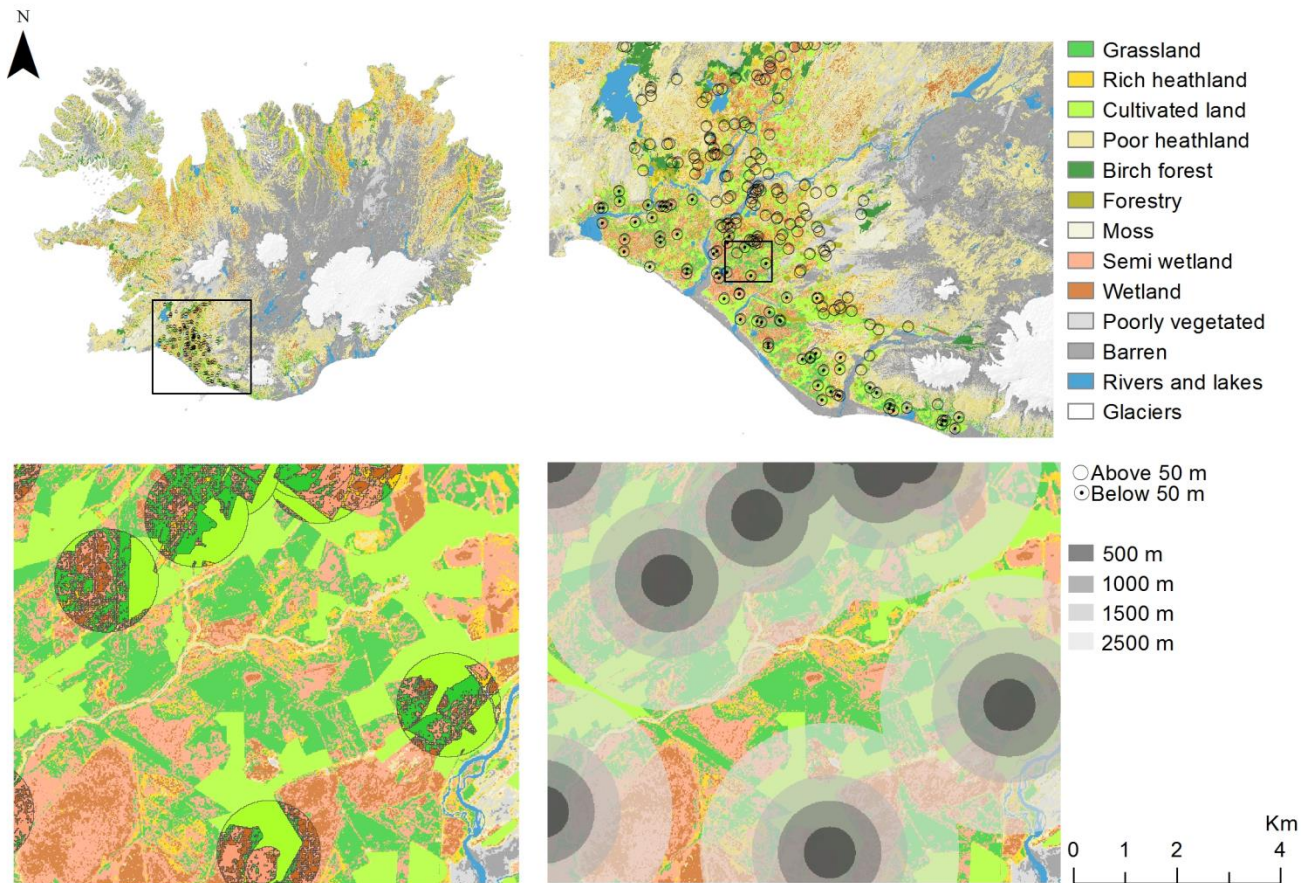 N
Grassland
Rich heathland
Cultivated land
Poor heathland
Birch forest
Forestry
Moss
Semi wetland
Wetland
Poorly vegetated
Barren
Rivers and lakes
Glaciers
Above 50 m
Below 50 m
500 m
1000 m
1500 m
2500 m
Km
0 1 2 4